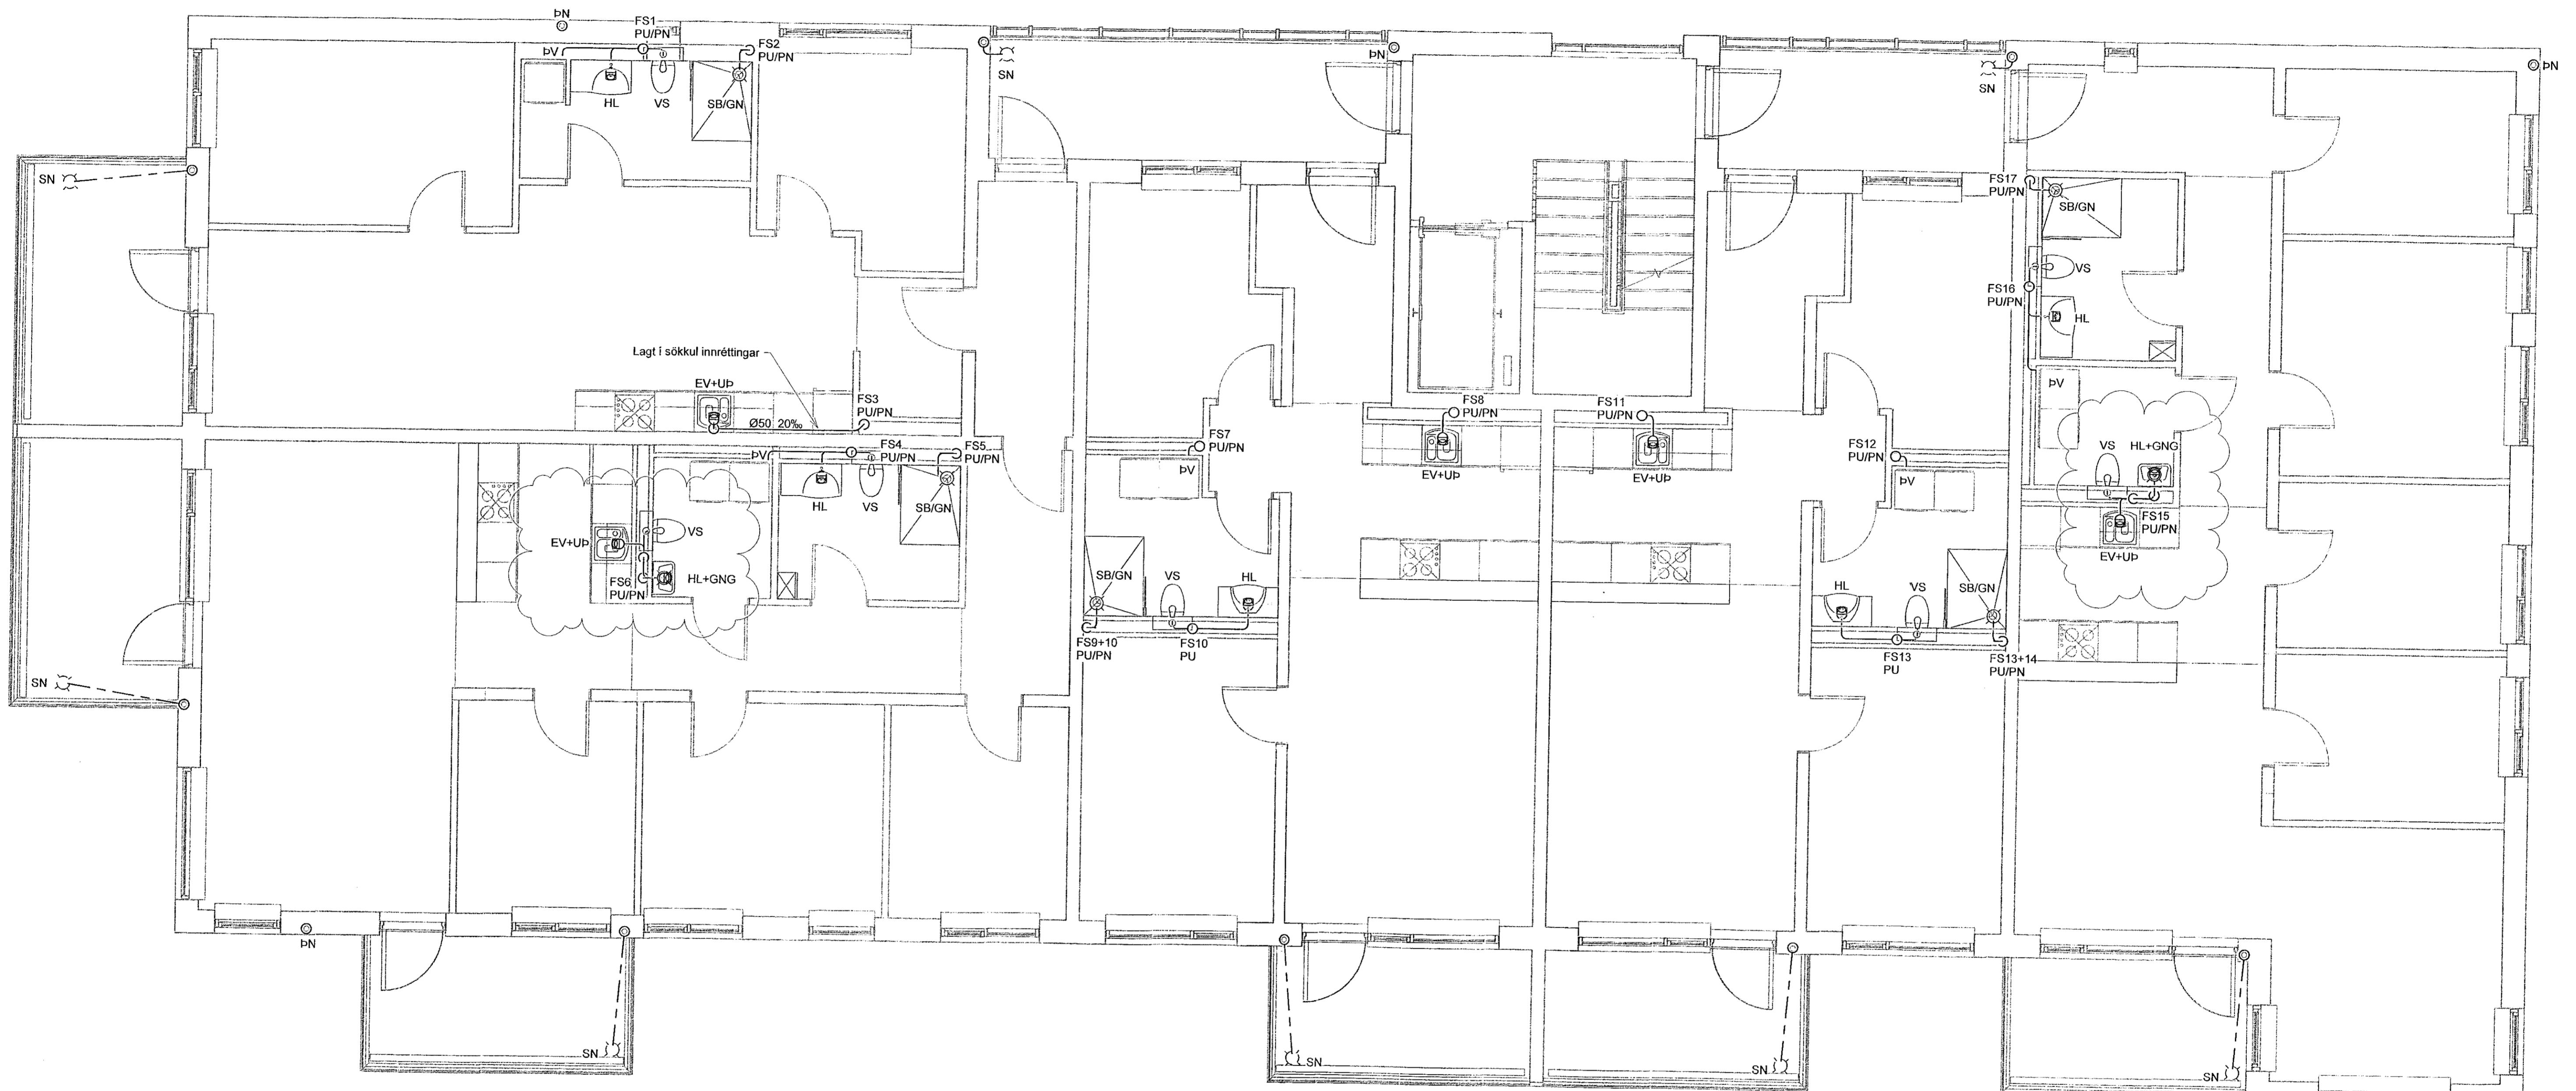 ÞN
FS1
PU/PN
ÞV
FS2
PU/PN
HL
VS
SB/GN
SN
ÞN
SN
ÞN
SN
FS17
PU/PN
SB/GN
VS
FS16
PU/PN
HL
Lagt í sökkul innréttingar
EV+UÞ
FS3
PU/PN
Ø50 20‰
ÞV
FS4
PU/PN
FS5
PU/PN
HL
VS
SB/GN
EV+UÞ
VS
FS6
PU/PN
HL+GNG
FS7
PU/PN
ÞV
FS8
PU/PN
EV+UÞ
FS11
PU/PN
EV+UÞ
FS12
PU/PN
ÞV
ÞV
VS
HL+GNG
FS15
PU/PN
EV+UÞ
SB/GN
VS
HL
FS9+10
PU/PN
FS10
PU
HL
VS
SB/GN
FS13
PU
FS13+14
PU/PN
SN
ÞN
SN
SN
SN
SN